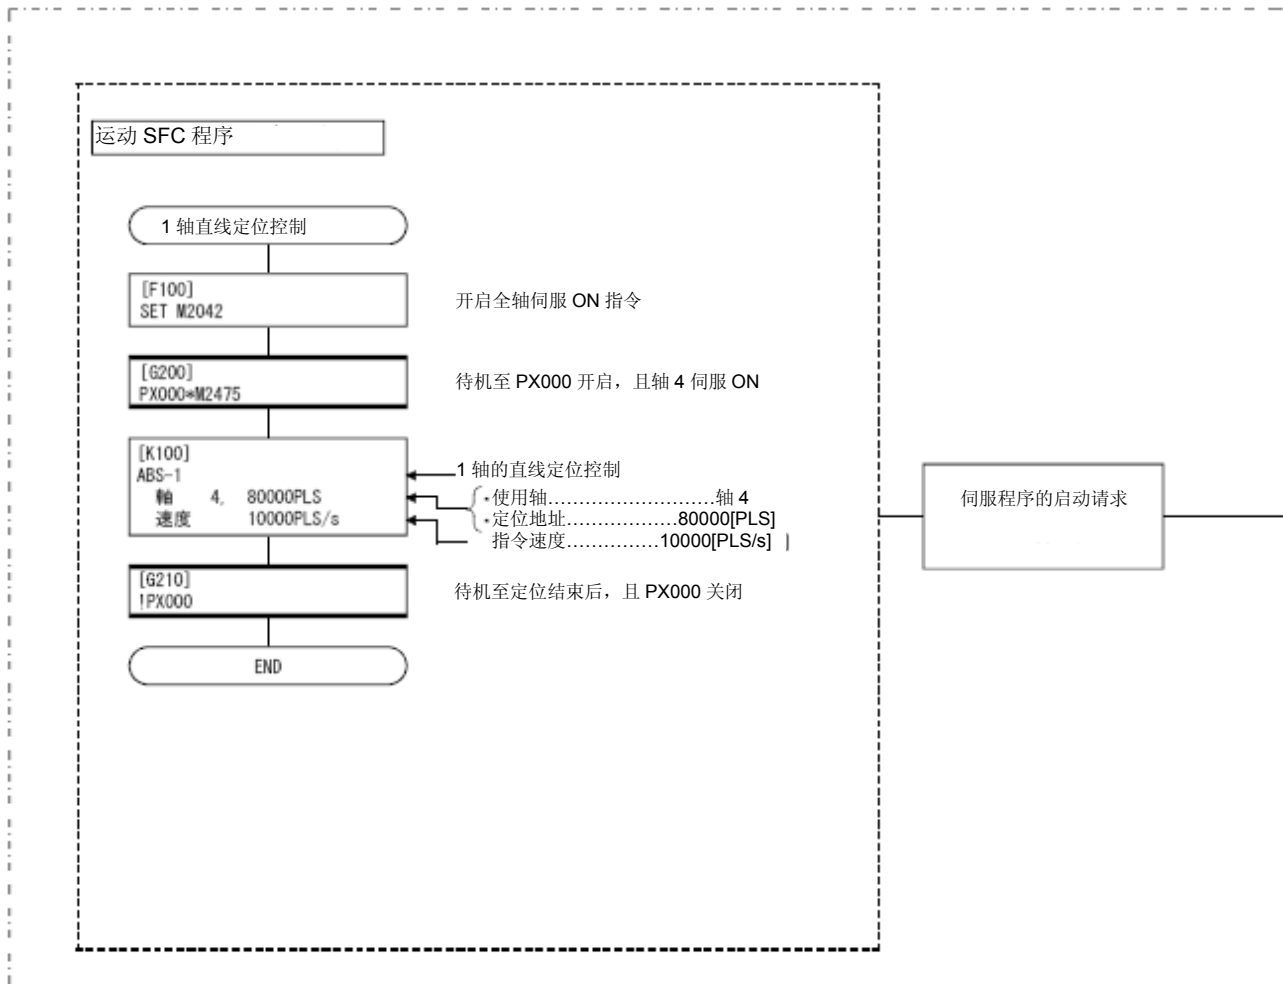 运动 SFC 程序
1 轴直线定位控制
[F100]
SET M2042
开启全轴伺服 ON 指令
[G200]
PX000*M2475
待机至 PX000 开启，且轴 4 伺服 ON
[K100]
ABS-1
軸 4, 80000PLS
速度 10000PLS/s
1 轴的直线定位控制
·使用轴………………………轴 4
·定位地址………………80000[PLS]
指令速度……………10000[PLS/s]
[G210]
!PX000
待机至定位结束后，且 PX000 关闭
END
伺服程序的启动请求